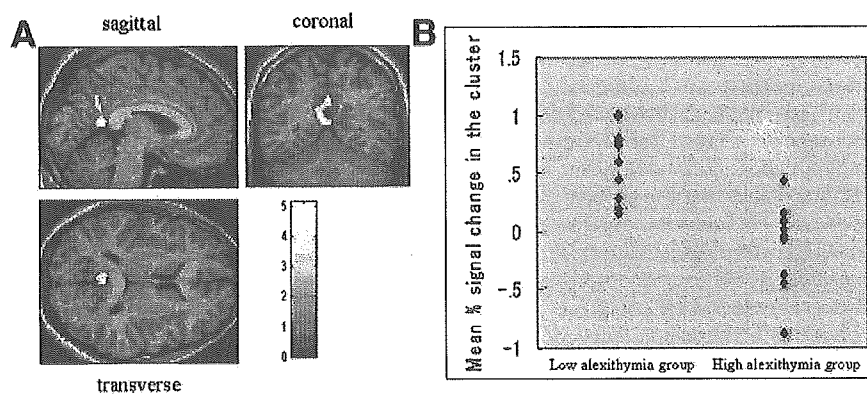 A
sagittal
coronal
transverse
5
4
3
2
1
0
B
Mean % signal change in the cluster
1.5
1
.5
0
-.5
-1
Low alexithymia group
High alexithymia group